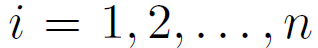 i = 1, 2, . . . , n